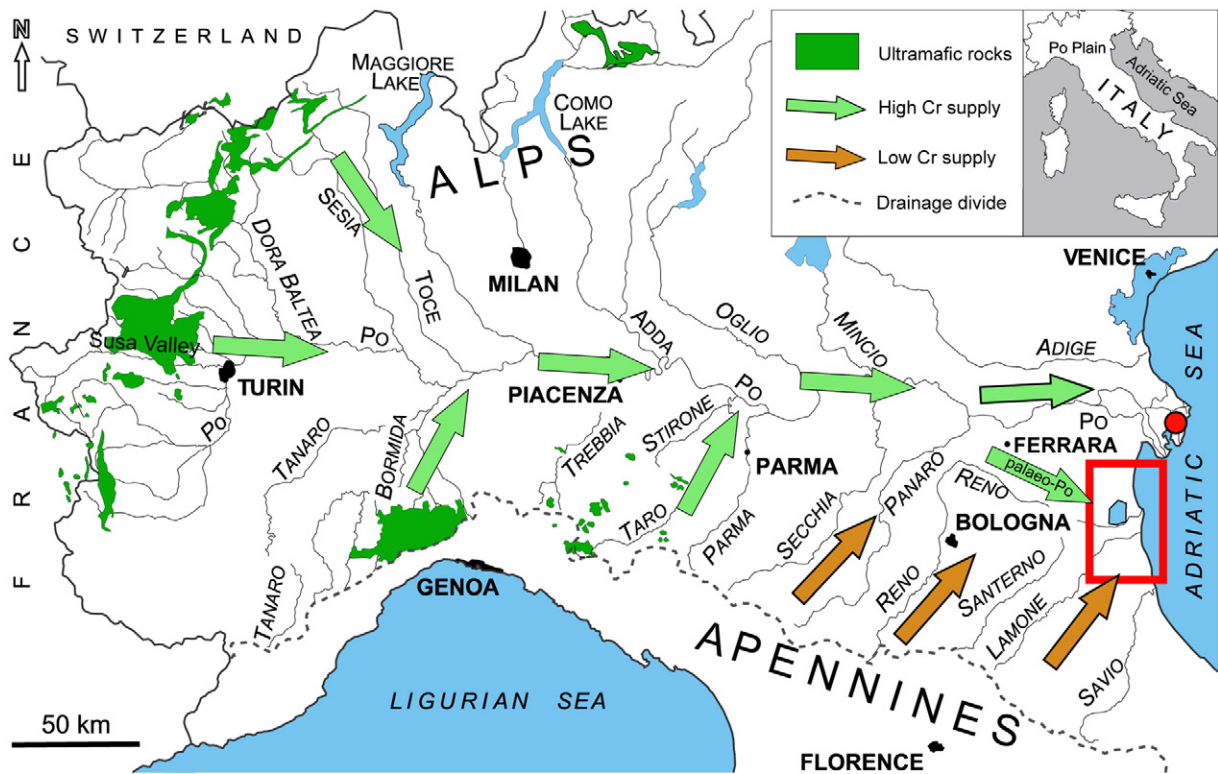 N
SWITZERLAND
MAGGIORE
LAKE
COMO
LAKE
ALPS
Ultramafic rocks
High Cr supply
Low Cr supply
Drainage divide
Po Plain
Adriatic Sea
ITALY
FRANCE
SESIA
DORA BALTEA
TOCE
MILAN
VENICE
Susa Valley
PO
TURIN
PO
ADDA
OGLIO
MINCIO
ADIGE
PIACENZA
PO
PO
TANARO
BORMIDA
TREBBIA
STIRONE
PARMA
FERRARA
palaeo-Po
TARO
PARMA
SECCHIA
PANARO
RENO
BOLOGNA
TANARO
GENOA
RENO
SANTERNO
LAMONE
SAVIO
ADRIATIC SEA
APENNINES
LIGURIAN SEA
50 km
FLORENCE